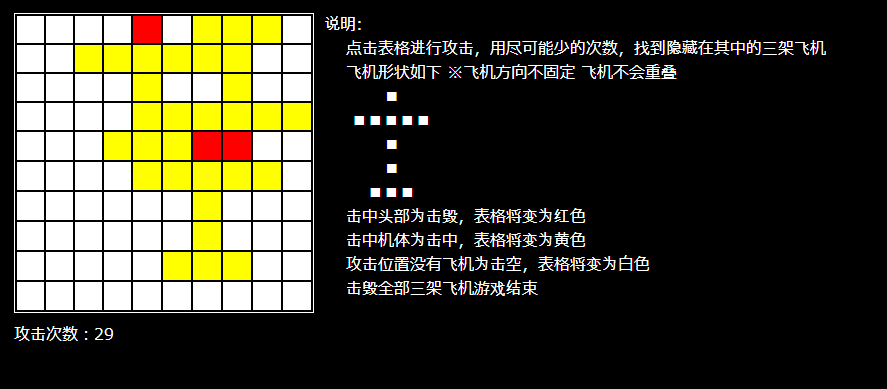 说明：
点击表格进行攻击，用尽可能少的次数，找到隐藏在其中的三架飞机
飞机形状如下 ※飞机方向不固定 飞机不会重叠
■
■ ■ ■ ■ ■
■
■
■ ■ ■
击中头部为击毁，表格将变为红色
击中机体为击中，表格将变为黄色
攻击位置没有飞机为击空，表格将变为白色
击毁全部三架飞机游戏结束
攻击次数：29